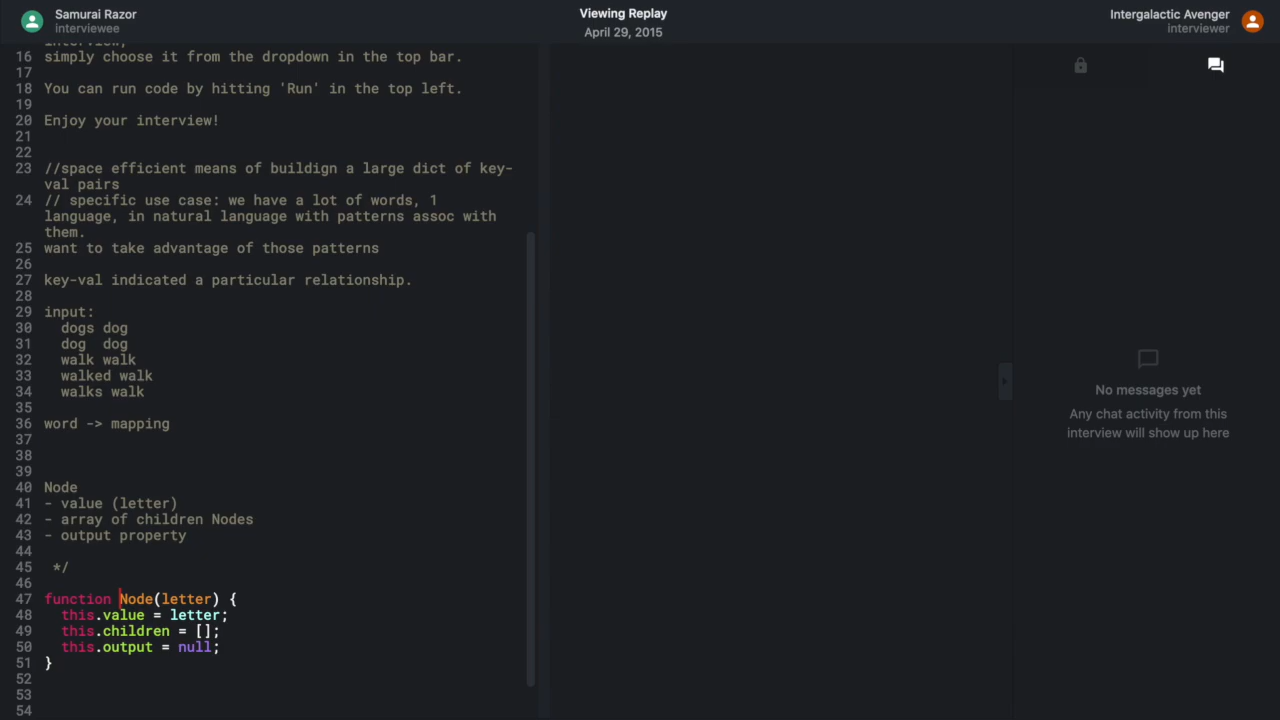 Samurai Razor
interviewee
Viewing Replay
April 29, 2015
Intergalactic Avenger
interviewer
interview,
16 simply choose it from the dropdown in the top bar.
17
18 You can run code by hitting 'Run' in the top left.
19
20 Enjoy your interview!
21
22
23 //space efficient means of buildign a large dict of key-
val pairs
24 // specific use case: we have a lot of words, 1
language, in natural language with patterns assoc with
them.
25 want to take advantage of those patterns
26
27 key-val indicated a particular relationship.
28
29 input:
30   dogs dog
31   dog  dog
32   walk walk
33   walked walk
34   walks walk
35
36 word -> mapping
37
38
39
40 Node
41 - value (letter)
42 - array of children Nodes
43 - output property
44
45  */
46
47 function Node(letter) {
48   this.value = letter;
49   this.children = [];
50   this.output = null;
51 }
52
53
54
No messages yet
Any chat activity from this
interview will show up here